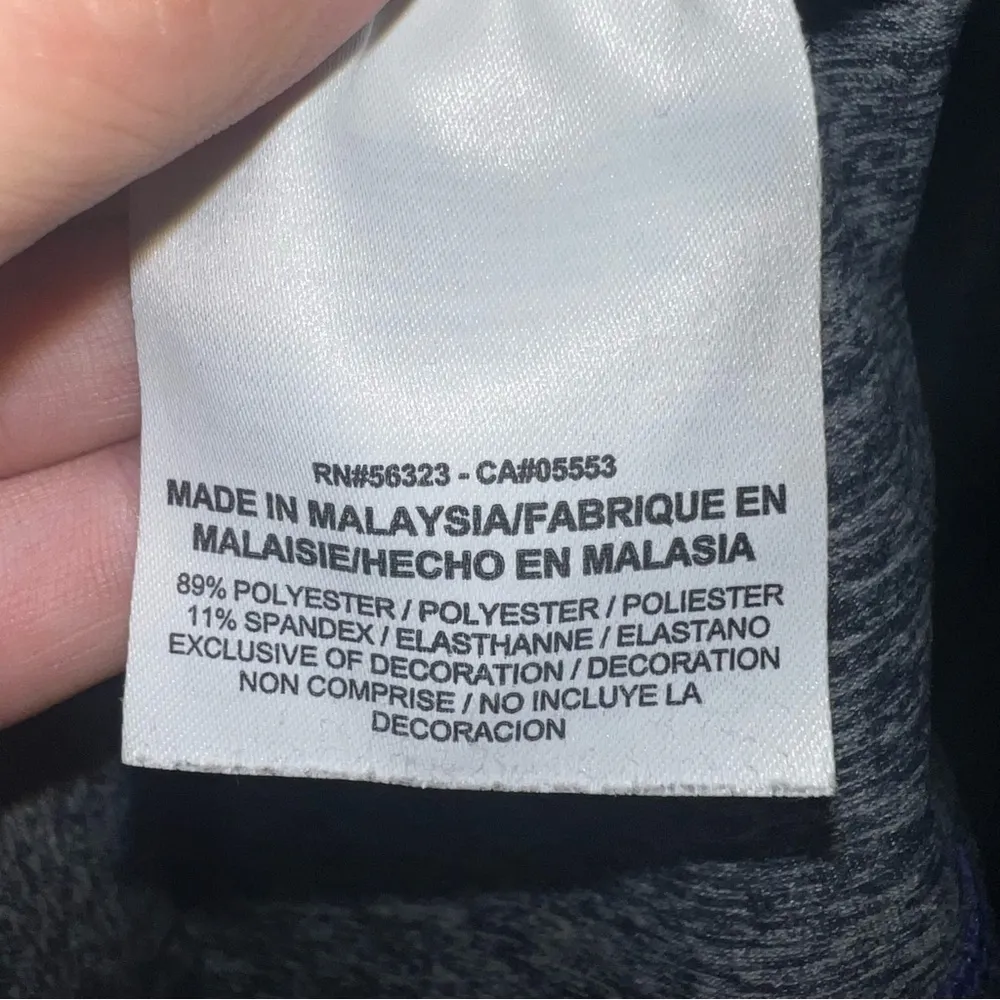 RN#56323 - CA#05553
MADE IN MALAYSIA/FABRIQUE EN
MALAISIE/HECHO EN MALASIA
89% POLYESTER / POLYESTER / POLIESTER
11% SPANDEX / ELASTHANNE / ELASTANO
EXCLUSIVE OF DECORATION / DECORATION
NON COMPRISE / NO INCLUYE LA
DECORACION